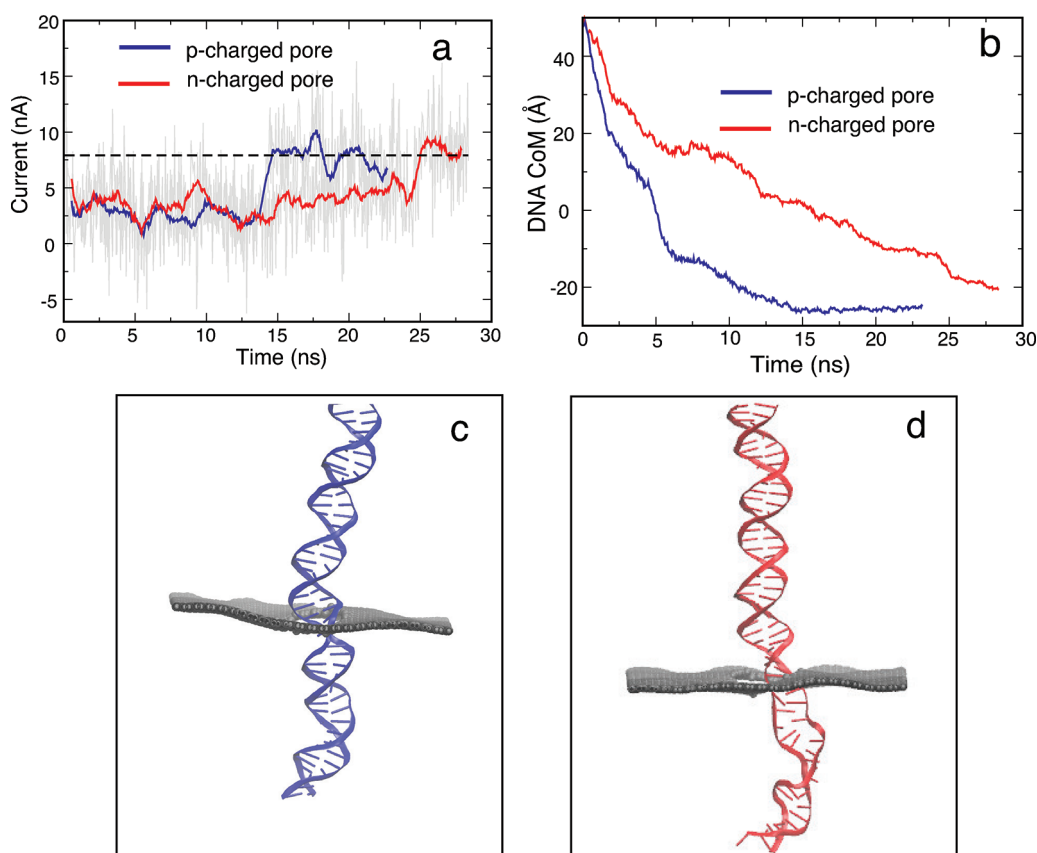 a
p-charged pore
n-charged pore
Current (nA)
20
15
10
5
0
-5
0 5 10 15 20 25 30
Time (ns)
b
p-charged pore
n-charged pore
DNA CoM (Å)
40
20
0
-20
0 5 10 15 20 25 30
Time (ns)
c
d